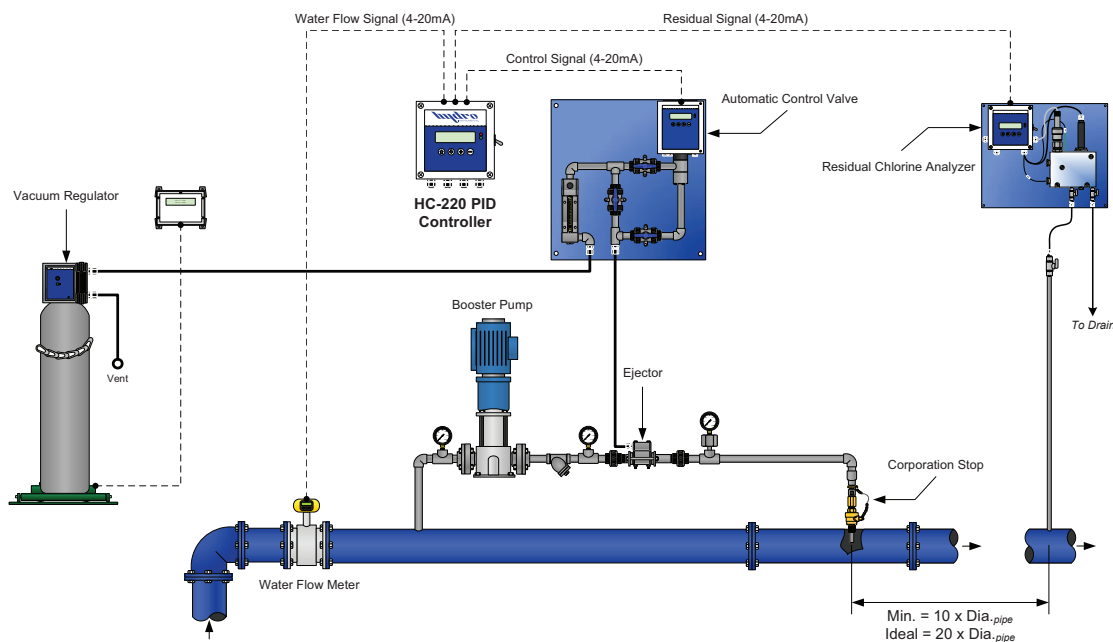 Water Flow Signal (4-20mA)
Residual Signal (4-20mA)
Control Signal (4-20mA)
Automatic Control Valve
hydro
Residual Chlorine Analyzer
Vacuum Regulator
HC-220 PID
Controller
Booster Pump
To Drain
Vent
Ejector
Corporation Stop
Water Flow Meter
Min. = 10 x Dia.pipe
Ideal = 20 x Dia.pipe